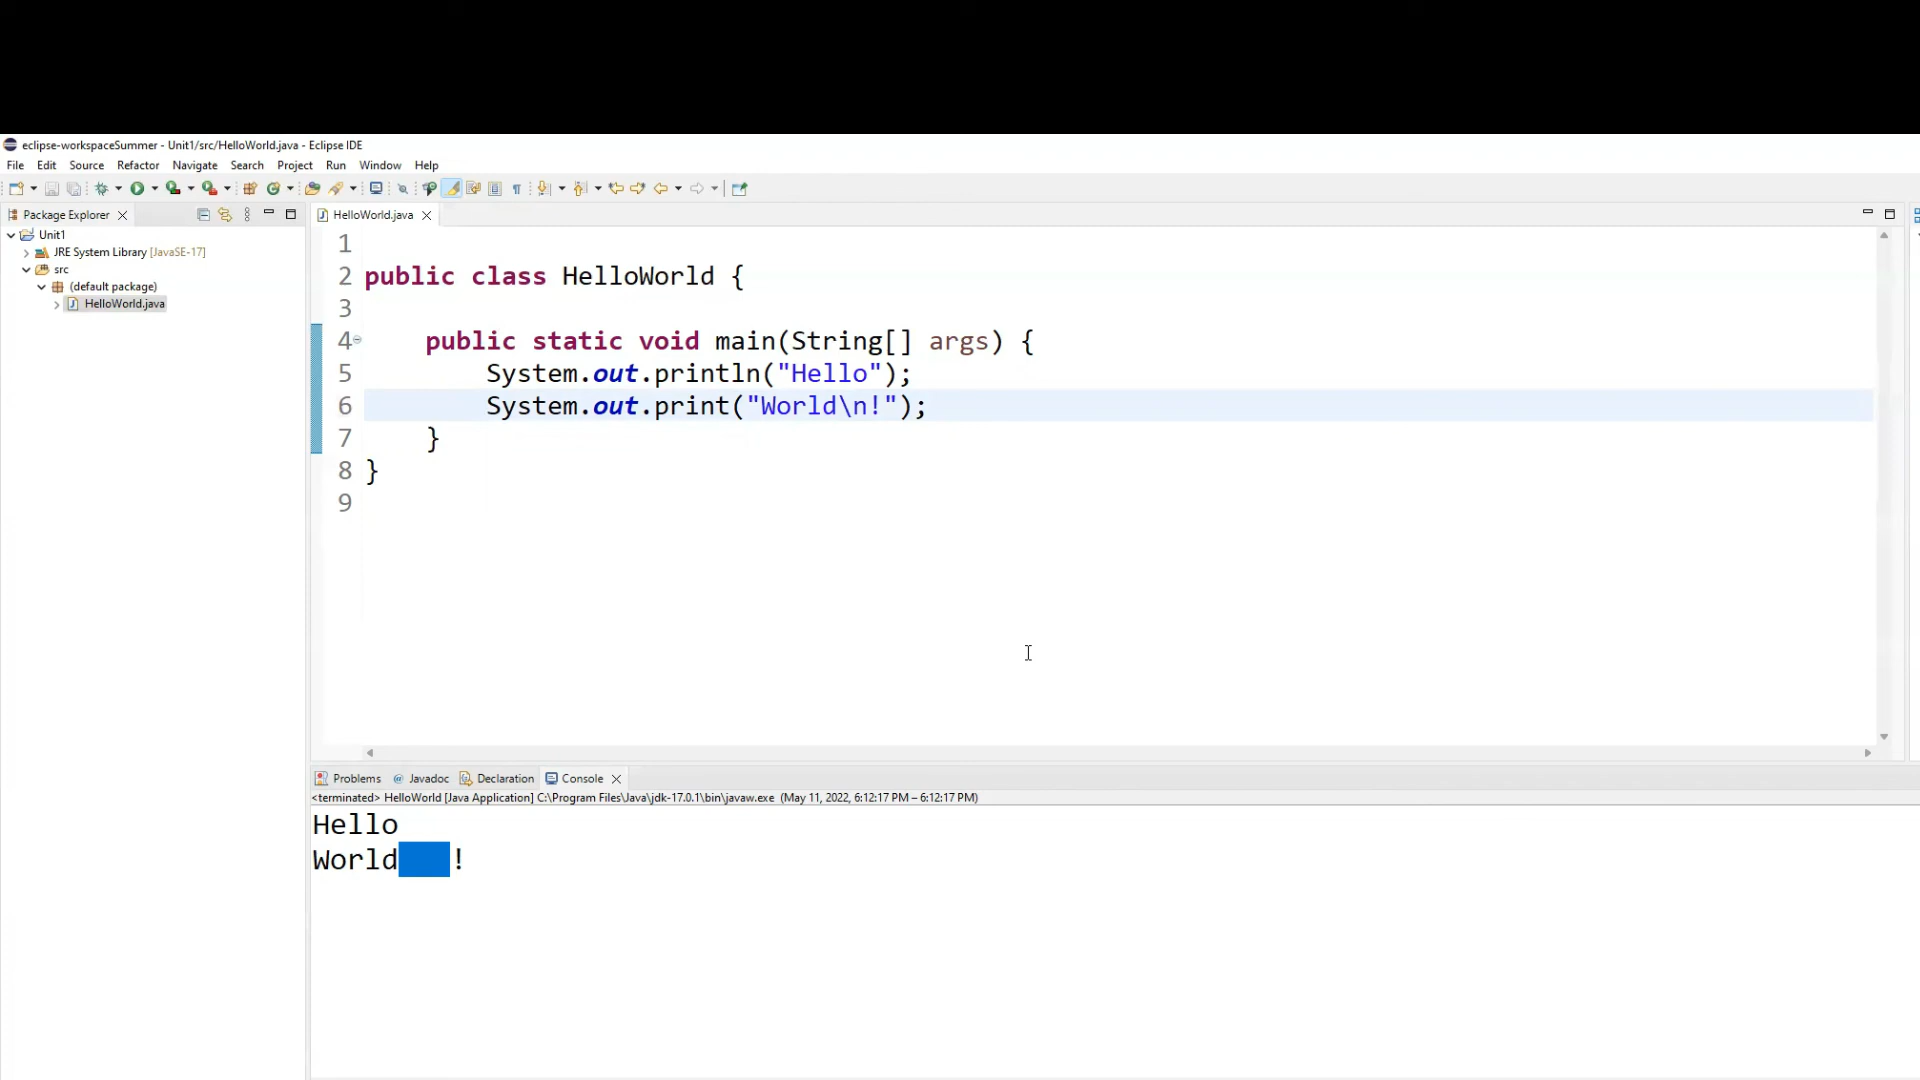 eclipse-workspaceSummer - Unit1/src/HelloWorld.java - Eclipse IDE
File Edit Source Refactor Navigate Search Project Run Window Help
Package Explorer
HelloWorld.java
Unit1
JRE System Library [JavaSE-17]
src
(default package)
HelloWorld.java
1
2 public class HelloWorld {
3
4 public static void main(String[] args) {
5 System.out.println("Hello");
6 System.out.print("World\n!");
7 }
8 }
9
Problems Javadoc Declaration Console
<terminated> HelloWorld [Java Application] C:\Program Files\Java\jdk-17.0.1\bin\javaw.exe (May 11, 2022, 6:12:17 PM – 6:12:17 PM)
Hello
World !